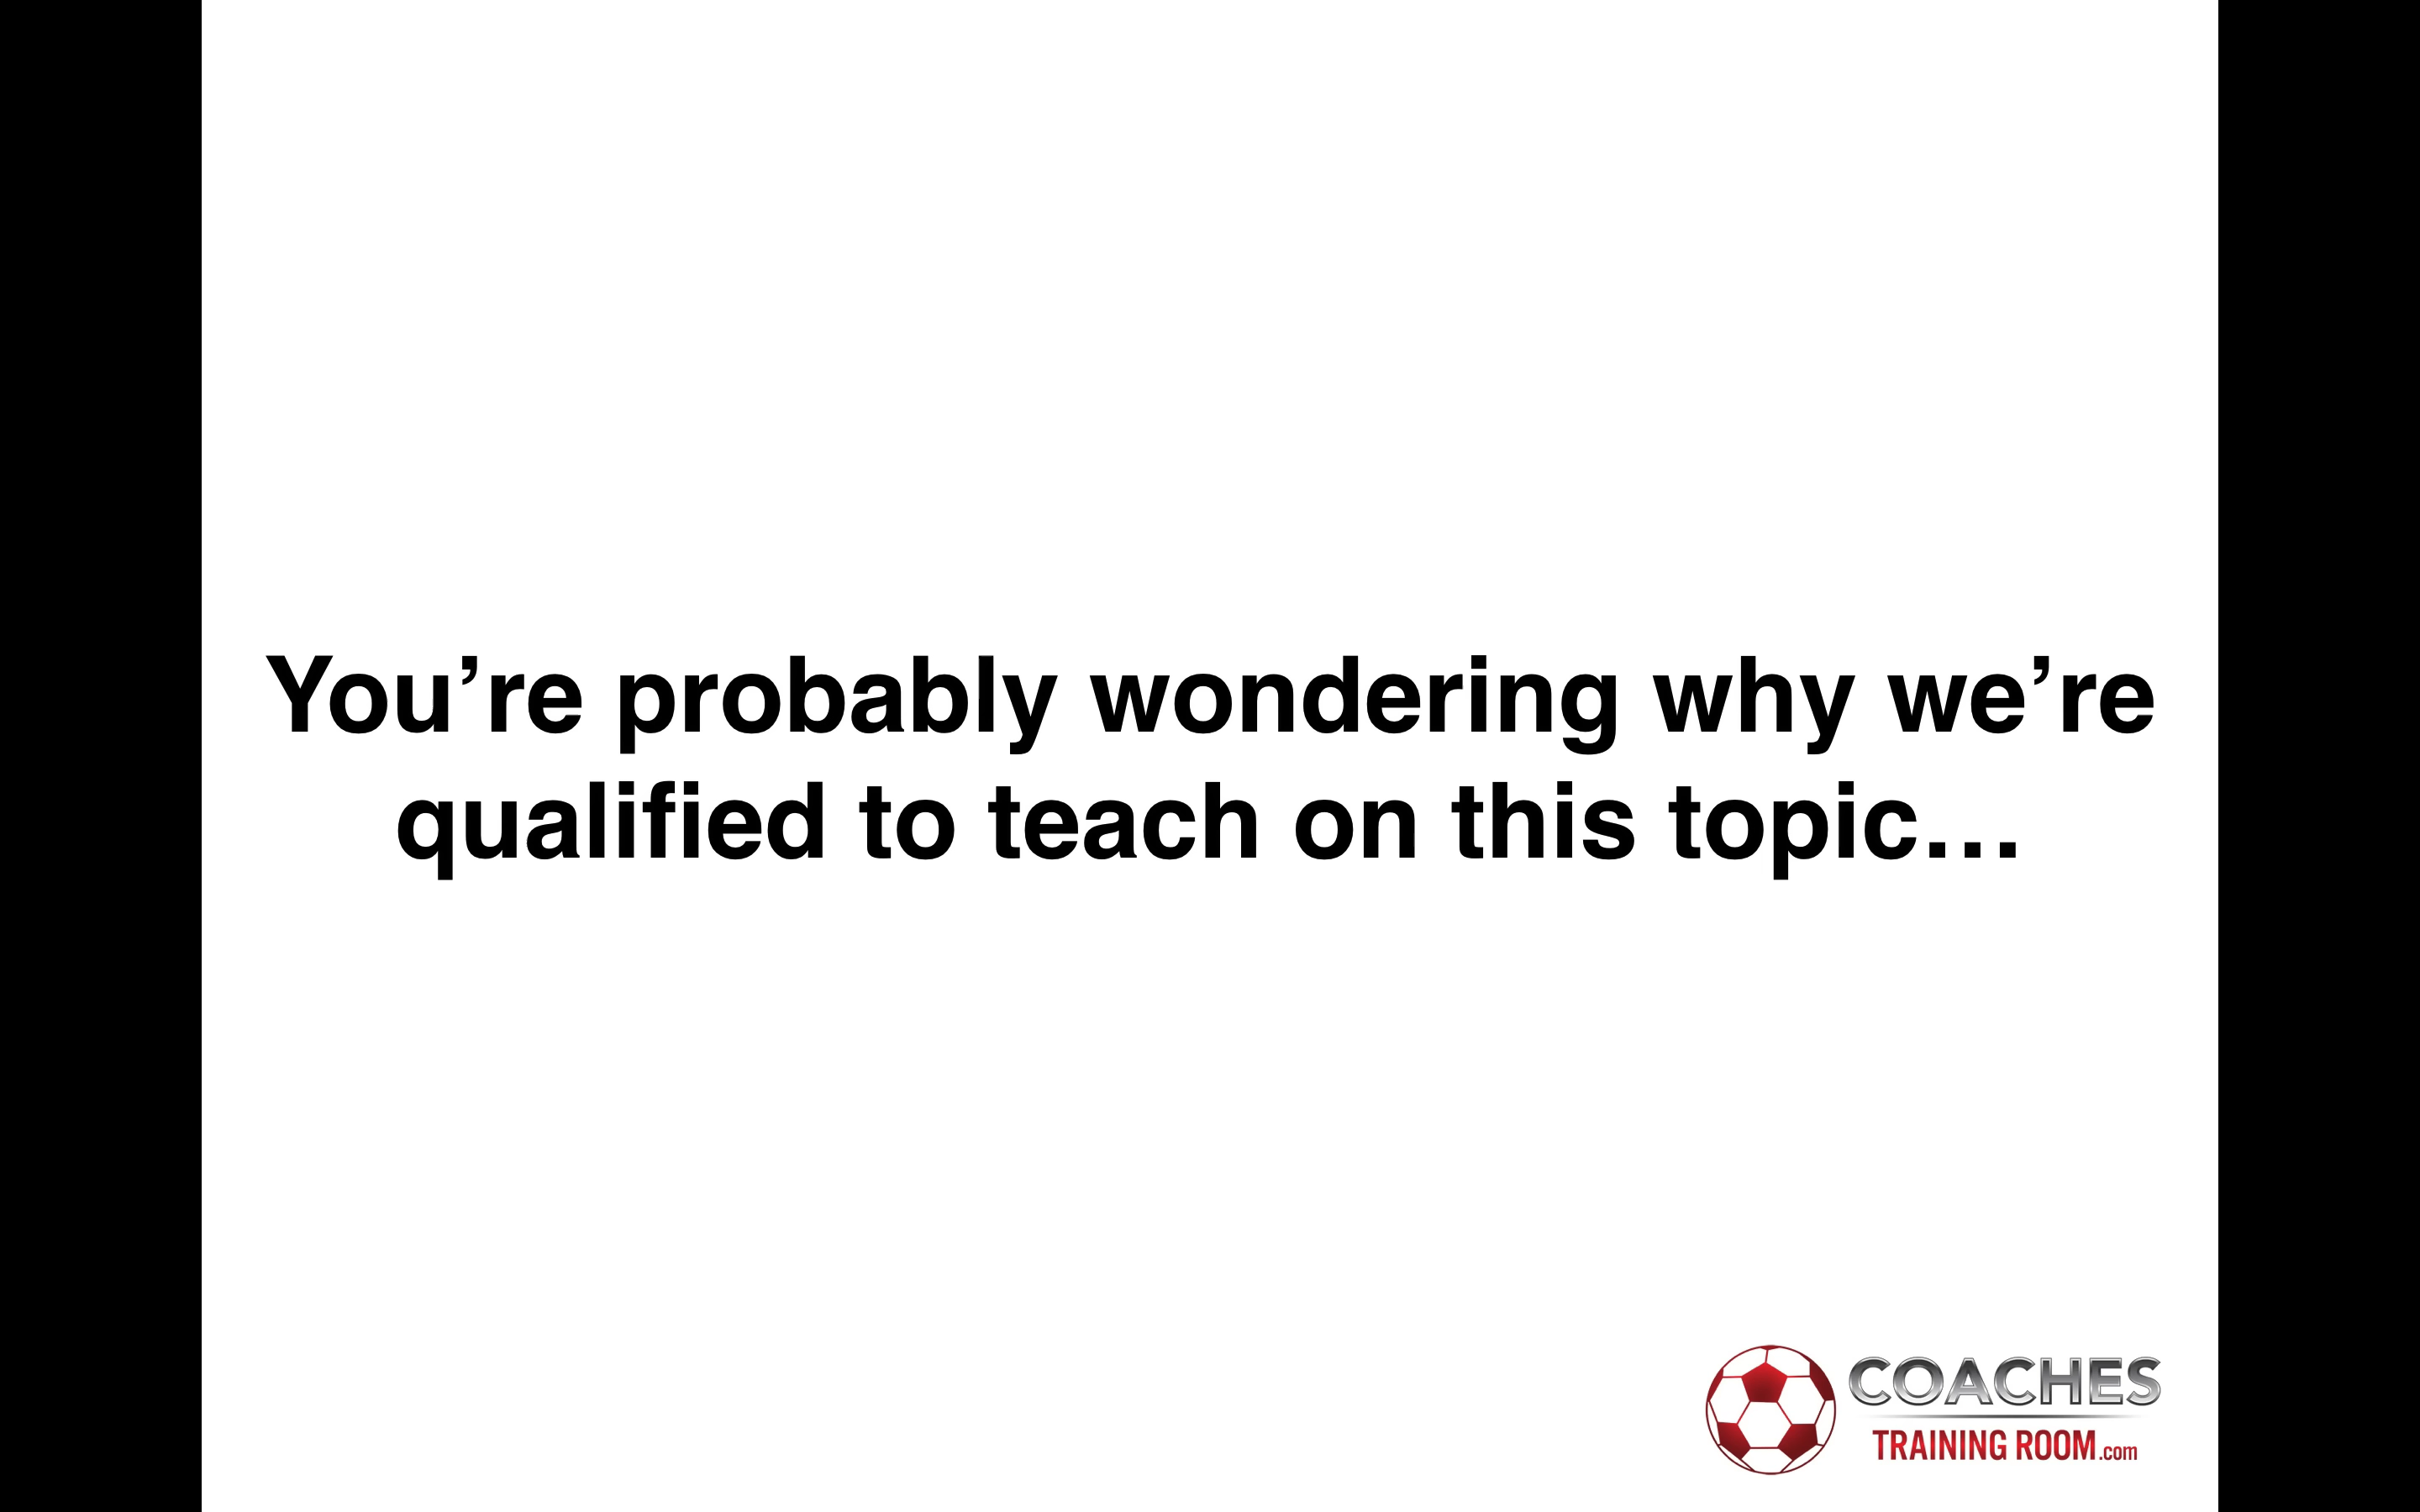 You’re probably wondering why we’re
qualified to teach on this topic…
COACHES
TRAINING ROOM.com